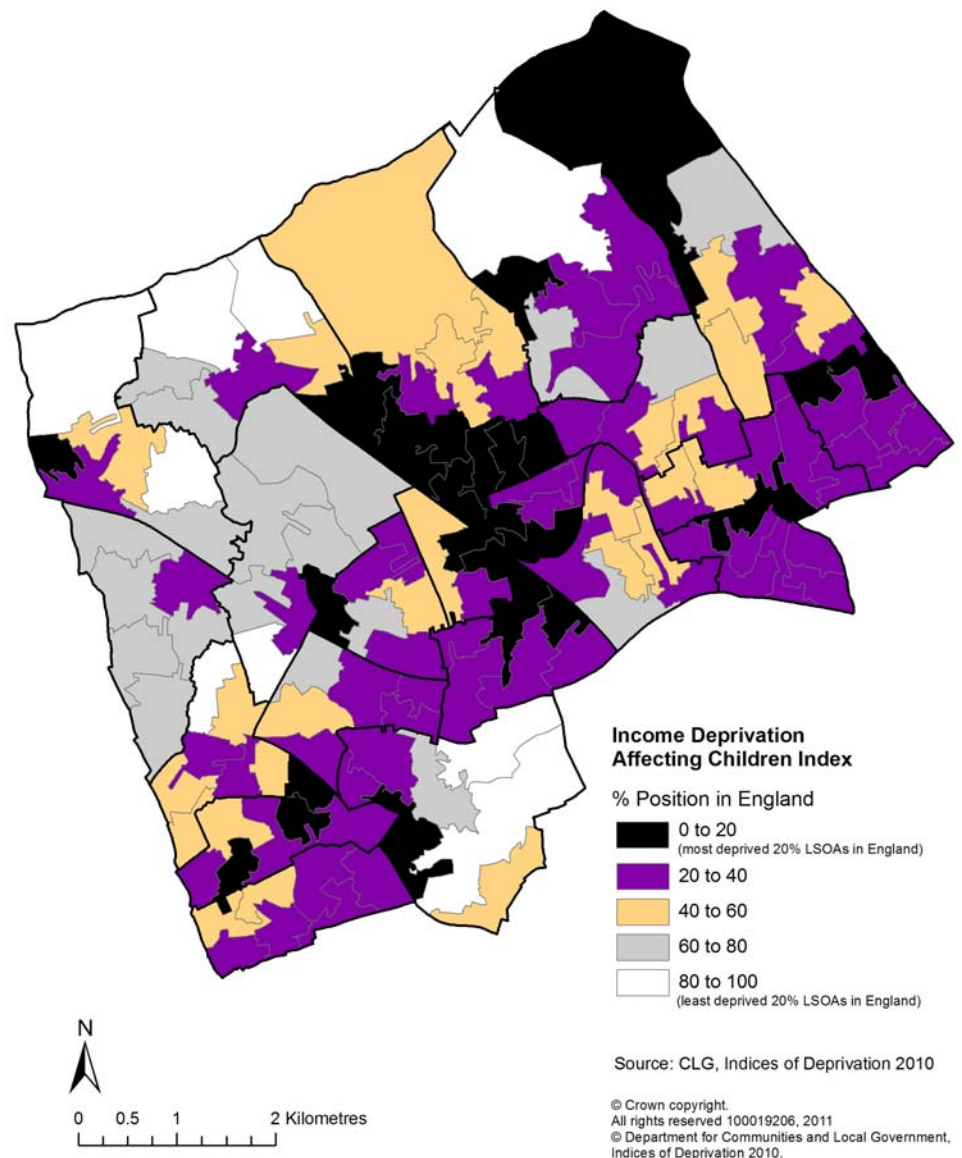 Income Deprivation
Affecting Children Index
% Position in England
0 to 20
(most deprived 20% LSOAs in England)
20 to 40
40 to 60
60 to 80
80 to 100
(least deprived 20% LSOAs in England)
N
0 0.5 1 2 Kilometres
Source: CLG, Indices of Deprivation 2010
© Crown copyright.
All rights reserved 100019206, 2011
© Department for Communities and Local Government,
Indices of Deprivation 2010.